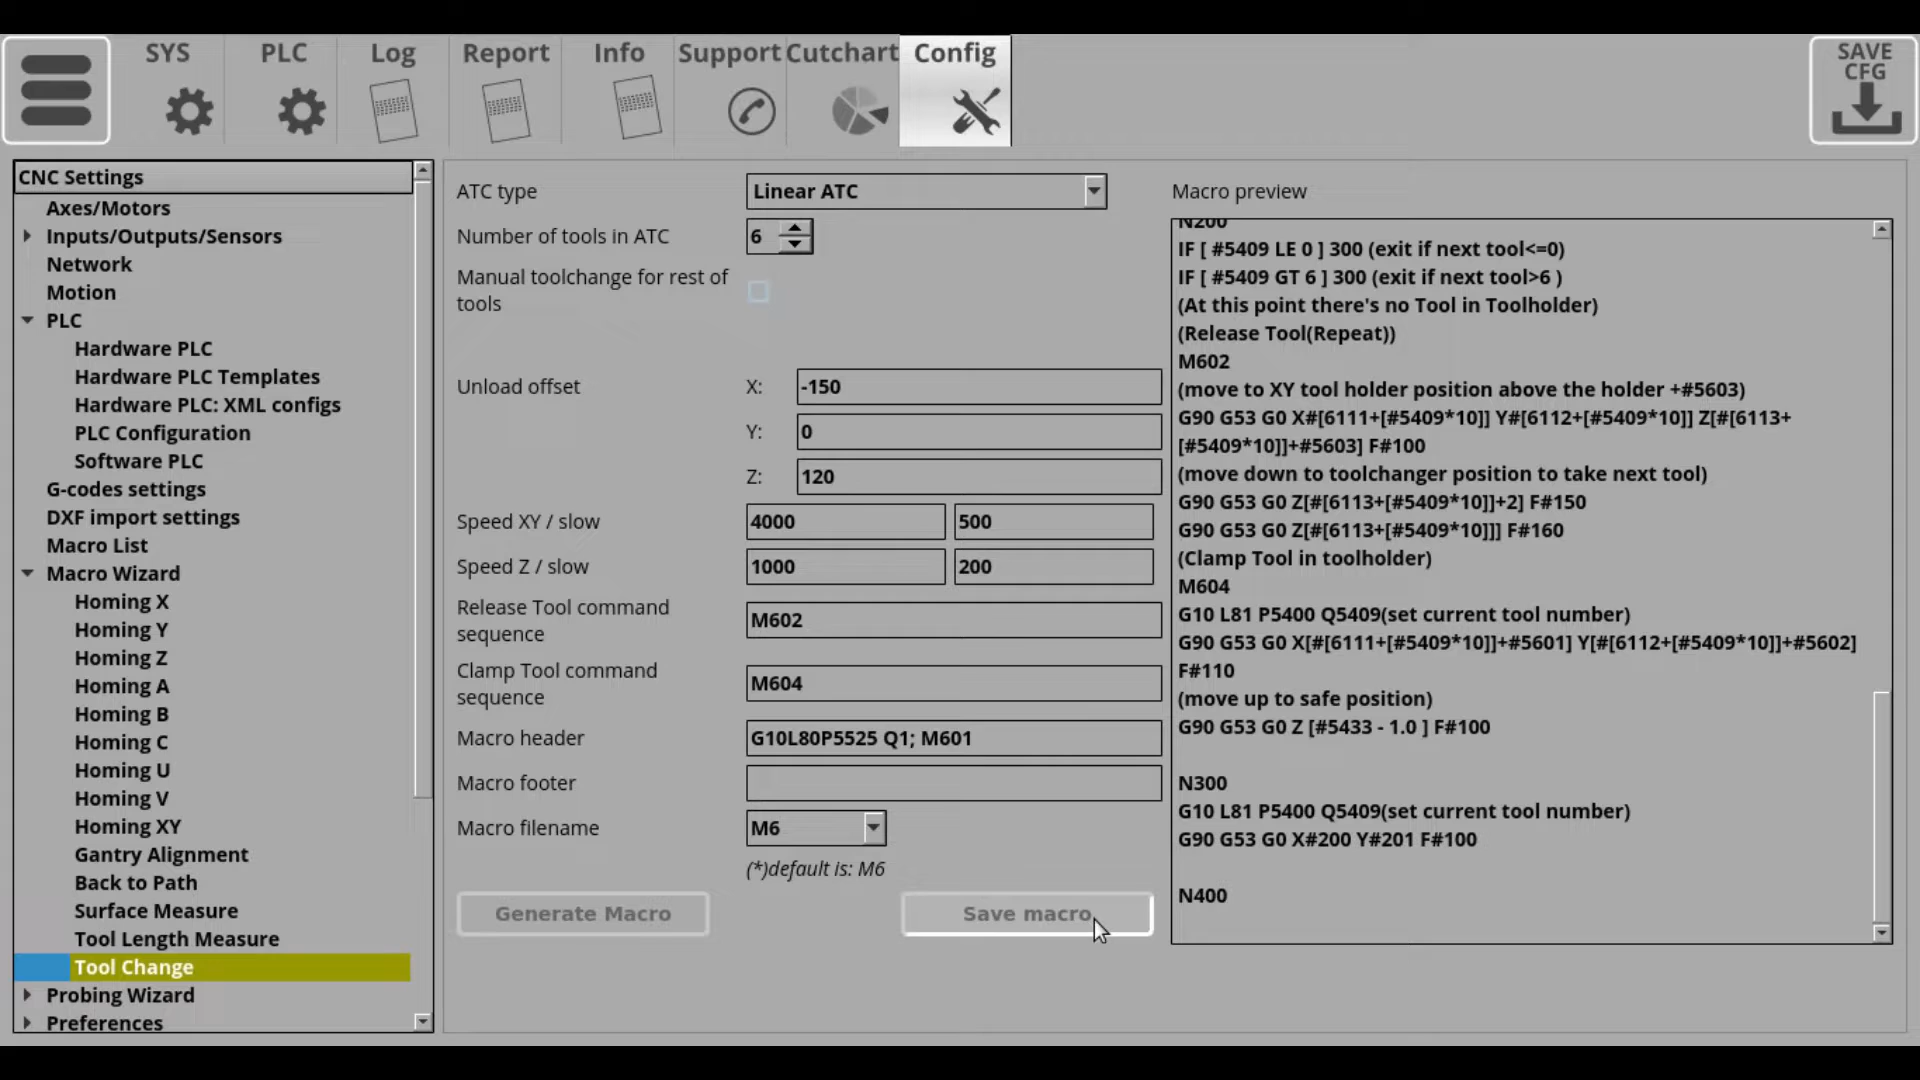 SYS
PLC
Log
Report
Info
Support
Cutchart
Config
SAVE
CFG
CNC Settings
Axes/Motors
Inputs/Outputs/Sensors
Network
Motion
PLC
Hardware PLC
Hardware PLC Templates
Hardware PLC: XML configs
PLC Configuration
Software PLC
G-codes settings
DXF import settings
Macro List
Macro Wizard
Homing X
Homing Y
Homing Z
Homing A
Homing B
Homing C
Homing U
Homing V
Homing XY
Gantry Alignment
Back to Path
Surface Measure
Tool Length Measure
Tool Change
Probing Wizard
Preferences
ATC type
Linear ATC
Number of tools in ATC
6
Manual toolchange for rest of
tools
Unload offset
X:
-150
Y:
0
Z:
120
Speed XY / slow
4000
500
Speed Z / slow
1000
200
Release Tool command
sequence
M602
Clamp Tool command
sequence
M604
Macro header
G10L80P5525 Q1; M601
Macro footer
Macro filename
M6
(*)default is: M6
Generate Macro
Save macro
Macro preview
N200
IF [ #5409 LE 0 ] 300 (exit if next tool<=0)
IF [ #5409 GT 6 ] 300 (exit if next tool>6 )
(At this point there's no Tool in Toolholder)
(Release Tool(Repeat))
M602
(move to XY tool holder position above the holder +#5603)
G90 G53 G0 X#[6111+[#5409*10]] Y#[6112+[#5409*10]] Z[#[6113+
[#5409*10]]+#5603] F#100
(move down to toolchanger position to take next tool)
G90 G53 G0 Z[#[6113+[#5409*10]]+2] F#150
G90 G53 G0 Z[#[6113+[#5409*10]]] F#160
(Clamp Tool in toolholder)
M604
G10 L81 P5400 Q5409(set current tool number)
G90 G53 G0 X[#[6111+[#5409*10]]+#5601] Y[#[6112+[#5409*10]]+#5602]
F#110
(move up to safe position)
G90 G53 G0 Z [#5433 - 1.0 ] F#100
N300
G10 L81 P5400 Q5409(set current tool number)
G90 G53 G0 X#200 Y#201 F#100
N400